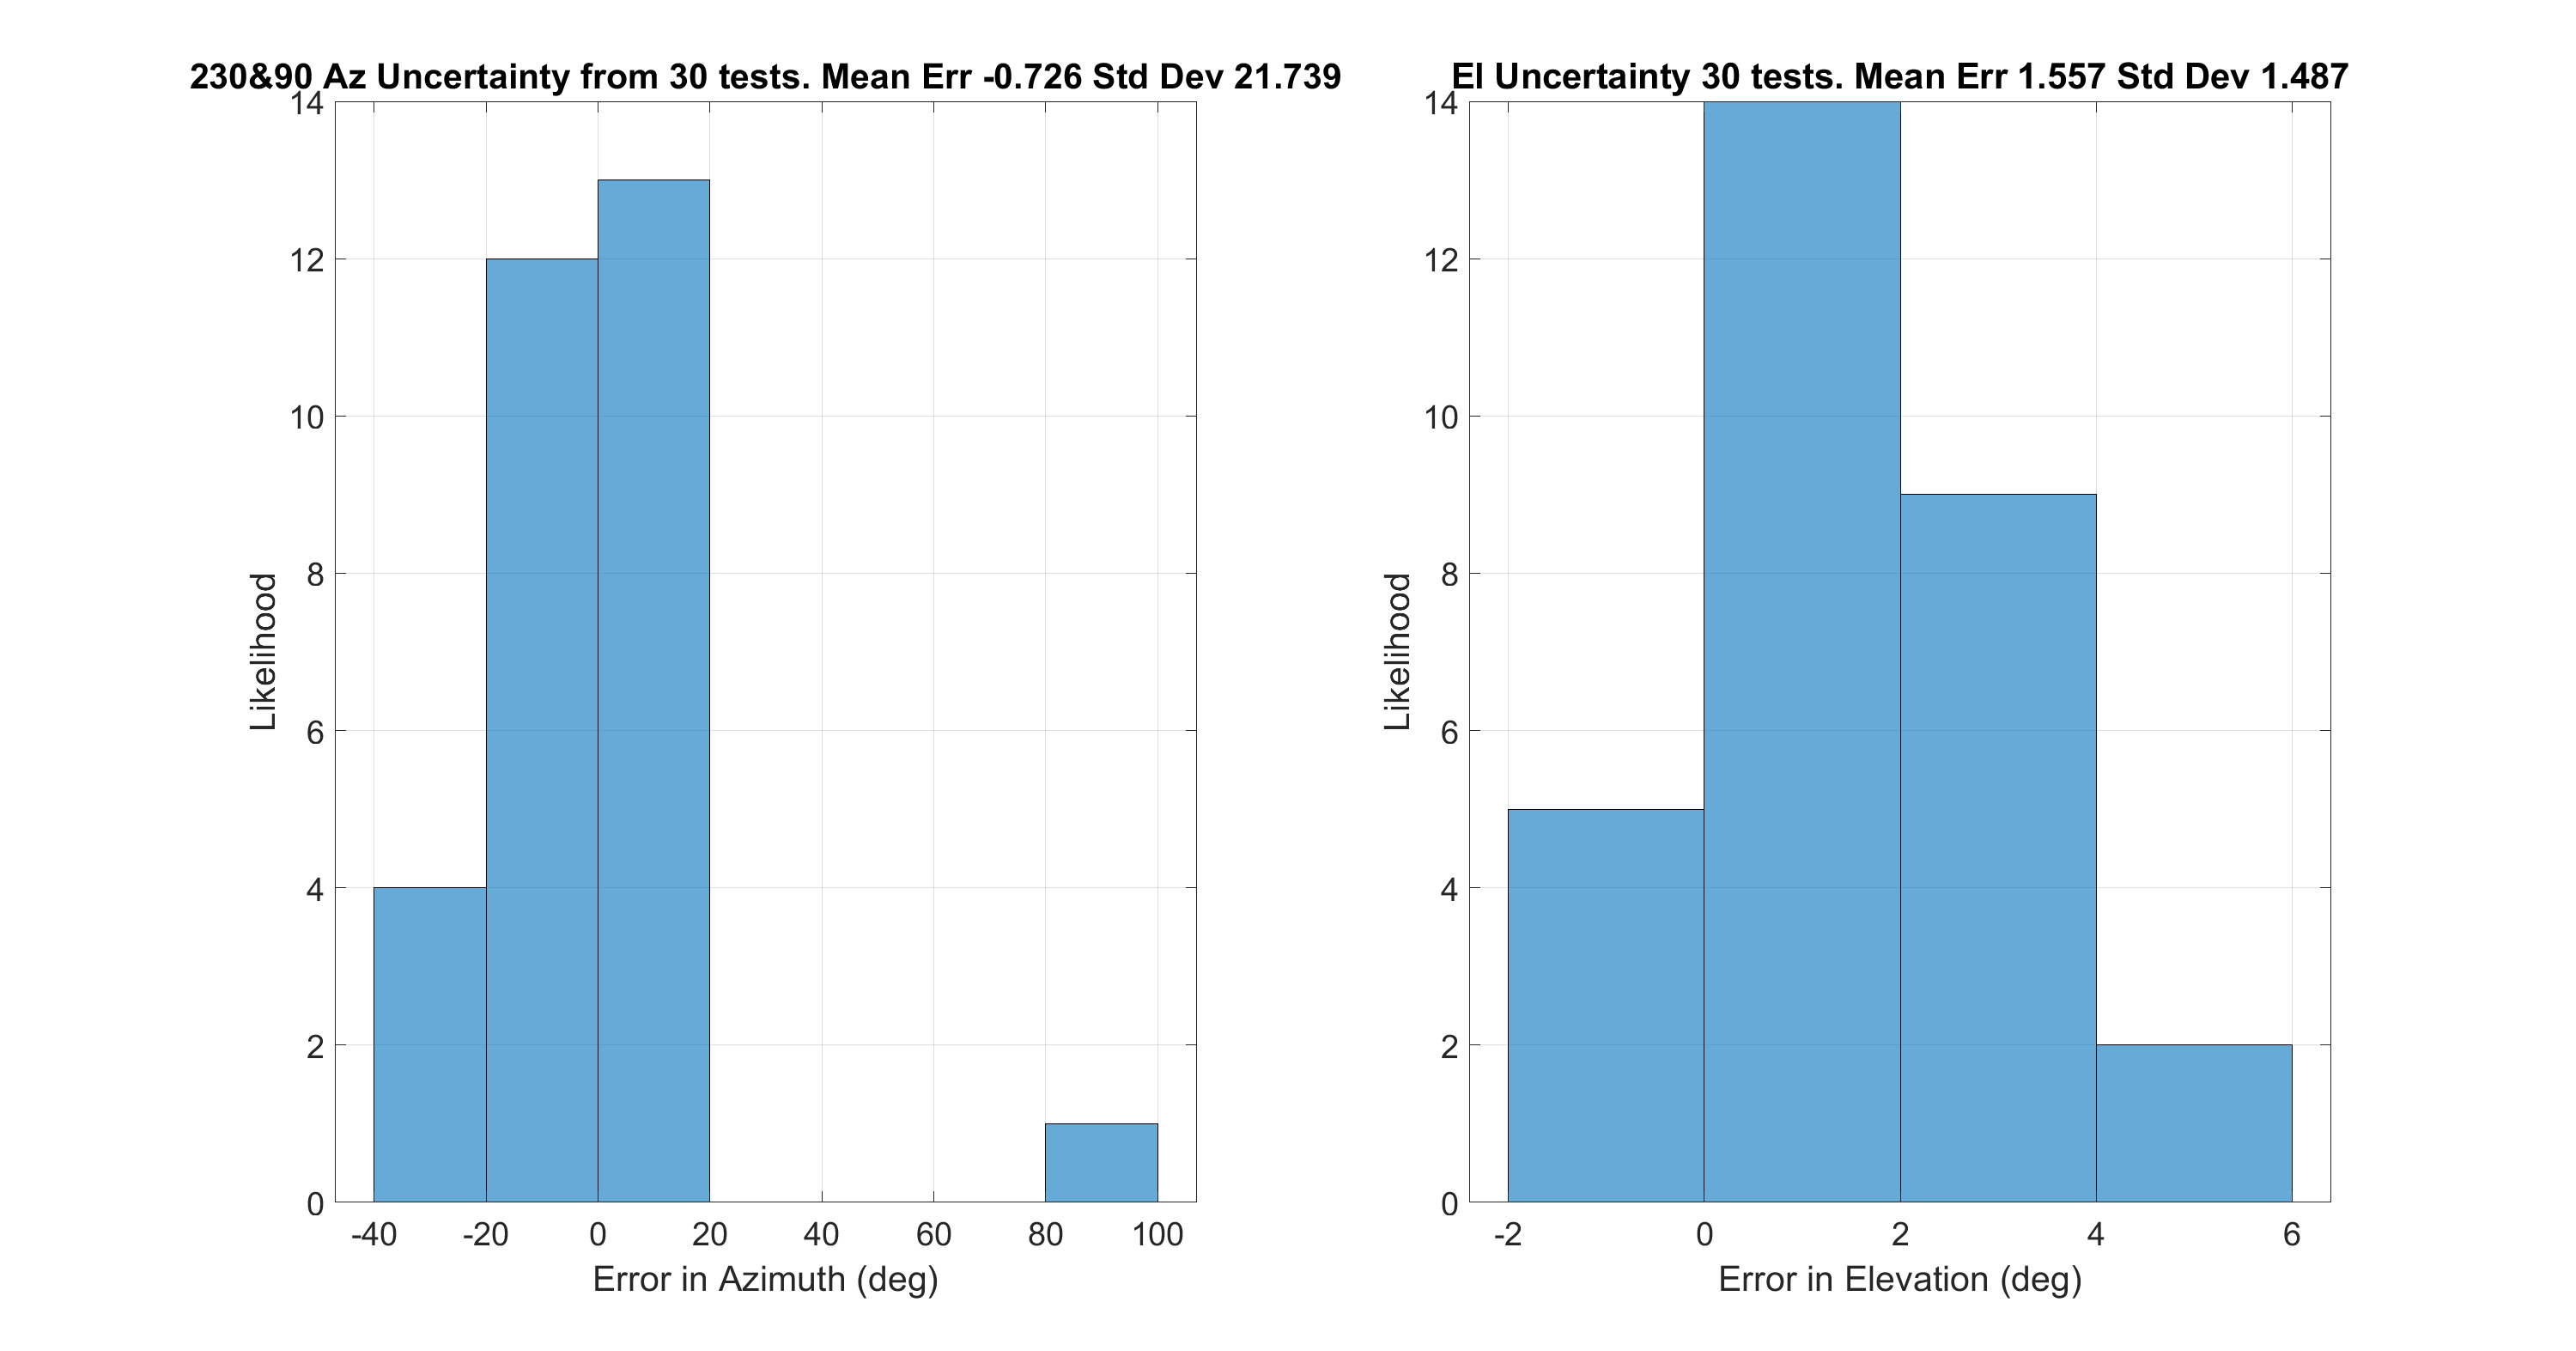 230&90 Az Uncertainty from 30 tests. Mean Err -0.726 Std Dev 21.739
14
12
10
8
6
4
2
0
Likelihood
-40 -20 0 20 40 60 80 100
Error in Azimuth (deg)
El Uncertainty 30 tests. Mean Err 1.557 Std Dev 1.487
14
12
10
8
6
4
2
0
Likelihood
-2 0 2 4 6
Error in Elevation (deg)